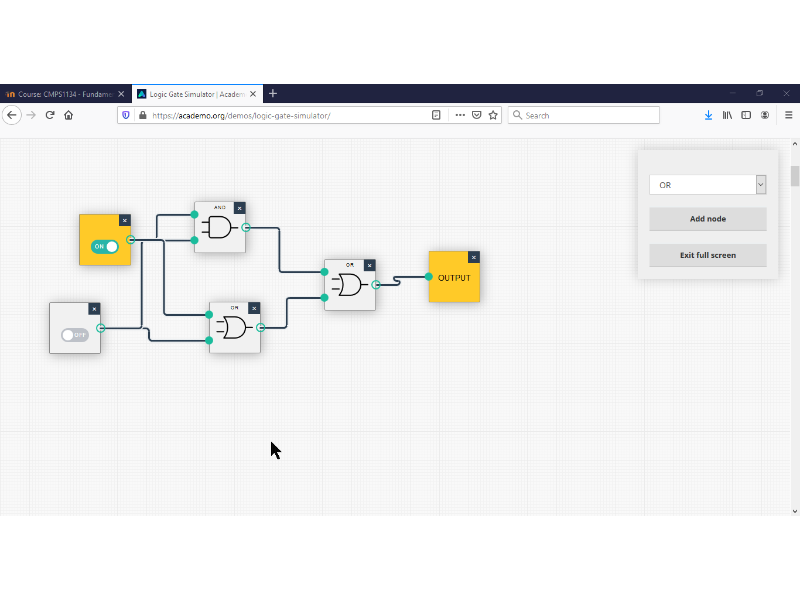 Course: CMPS1134 - Fundame
Logic Gate Simulator | Academ
https://academo.org/demos/logic-gate-simulator/
Search
OR
Add node
Exit full screen
AND
ON
OR
OUTPUT
OR
OFF